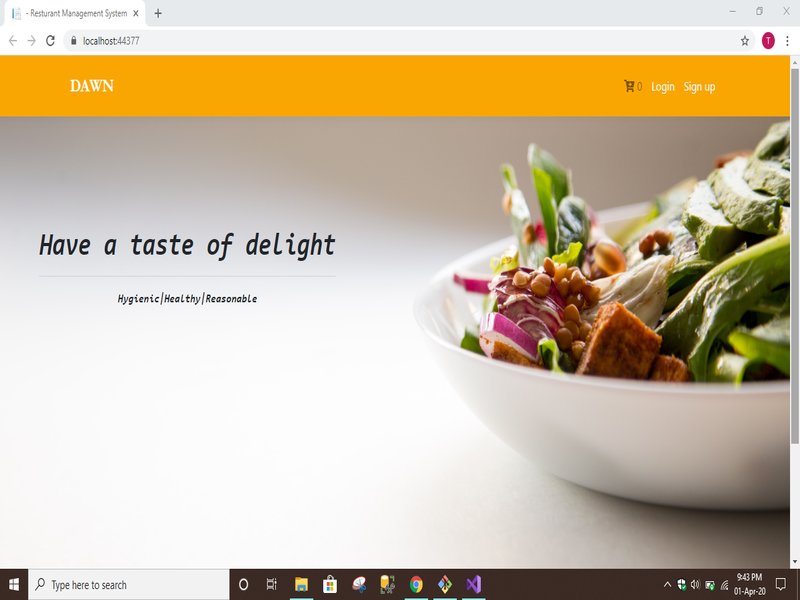 - Resturant Management System
localhost:44377
T
DAWN
0
Login
Sign up
Have a taste of delight
Hygienic|Healthy|Reasonable
Type here to search
9:43 PM
01-Apr-20